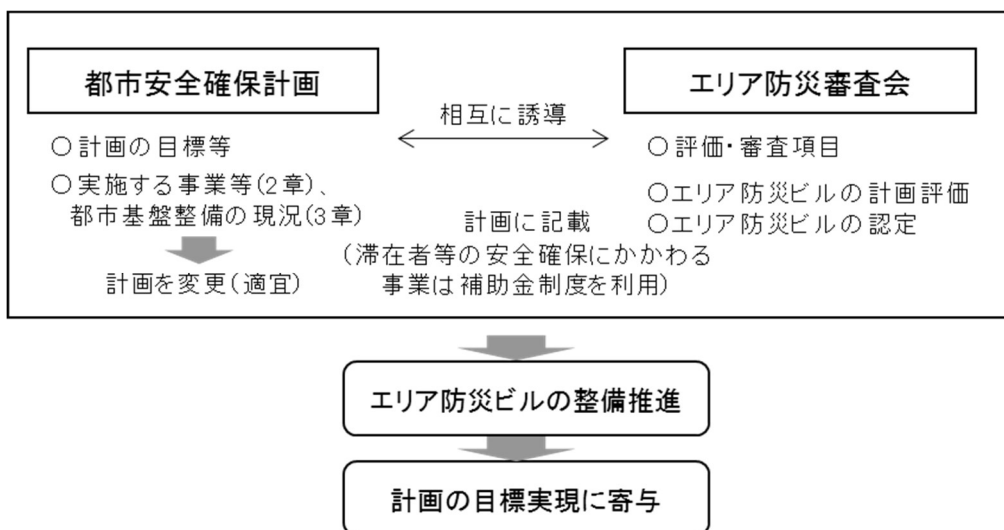 都市安全確保計画
○計画の目標等
○実施する事業等(2章)、
都市基盤整備の現況(3章)
計画を変更(適宜)
相互に誘導
計画に記載
(滞在者等の安全確保にかかわる
事業は補助金制度を利用)
エリア防災審査会
○評価・審査項目
○エリア防災ビルの計画評価
○エリア防災ビルの認定
エリア防災ビルの整備推進
計画の目標実現に寄与